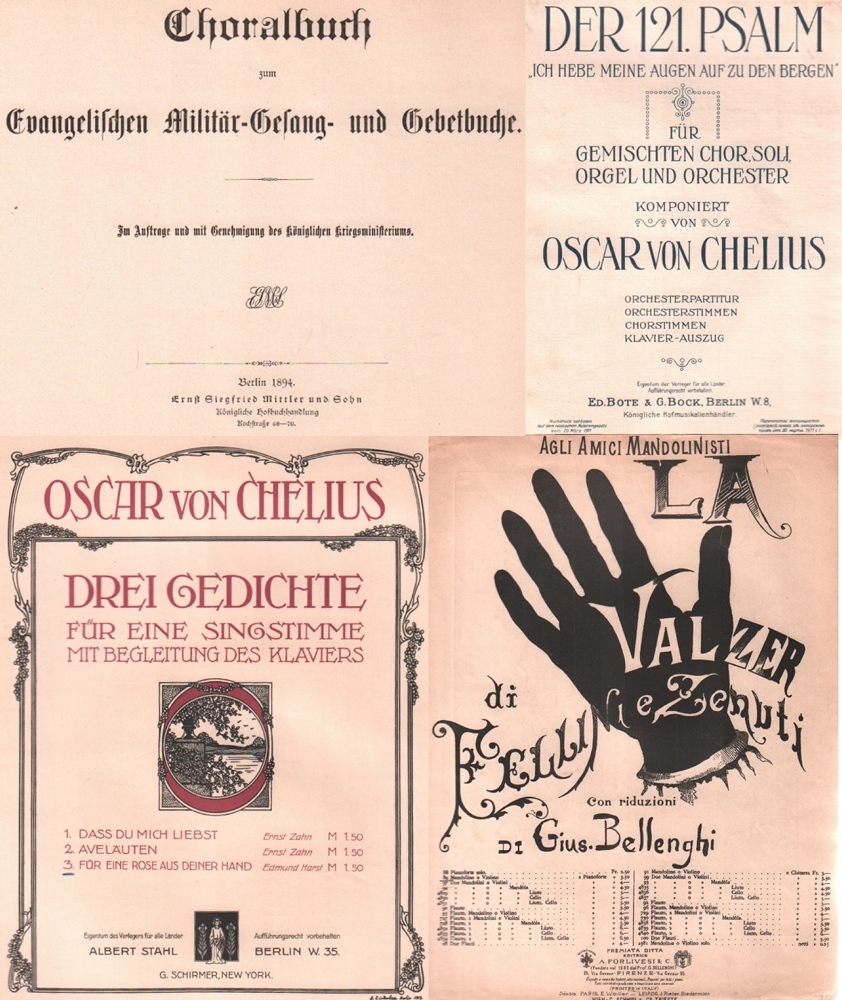 Choralbuch
zum
Evangelischen Militär-Gesang- und Gebetbuche.
Im Auftrage und mit Genehmigung des Königlichen Kriegsministeriums.
Berlin 1894.
Ernst Siegfried Mittler und Sohn
Königliche Hofbuchhandlung
Kochstraße 68–70.
DER 121. PSALM
„ICH HEBE MEINE AUGEN AUF ZU DEN BERGEN"
FÜR
GEMISCHTEN CHOR, SOLI,
ORGEL UND ORCHESTER
KOMPONIERT
VON
OSCAR VON CHELIUS
ORCHESTERPARTITUR
ORCHESTERSTIMMEN
CHORSTIMMEN
KLAVIER-AUSZUG
Eigentum der Verleger für alle Länder
Aufführungsrecht vorbehalten.
ED. BOTE & G. BOCK, BERLIN W. 8,
Königliche Hofmusikalienhändler.
OSCAR VON CHELIUS
DREI GEDICHTE
FÜR EINE SINGSTIMME
MIT BEGLEITUNG DES KLAVIERS
1. DASS DU MICH LIEBST Ernst Zahn M 1.50
2. AVELÄUTEN Ernst Zahn M 1.50
3. FÜR EINE ROSE AUS DEINER HAND Edmund Harst M 1.50
Eigentum des Verlegers für alle Länder Aufführungsrecht vorbehalten
ALBERT STAHL BERLIN W. 35.
G. SCHIRMER, NEW YORK.
AGLI AMICI MANDOLINISTI
LA
VALZER
di
FELLINI e Zenuti
Con riduzioni
DI Gius. Bellenghi
PREMIATA DITTA
EDITRICE
A. FORLIVESI & C.
FIRENZE